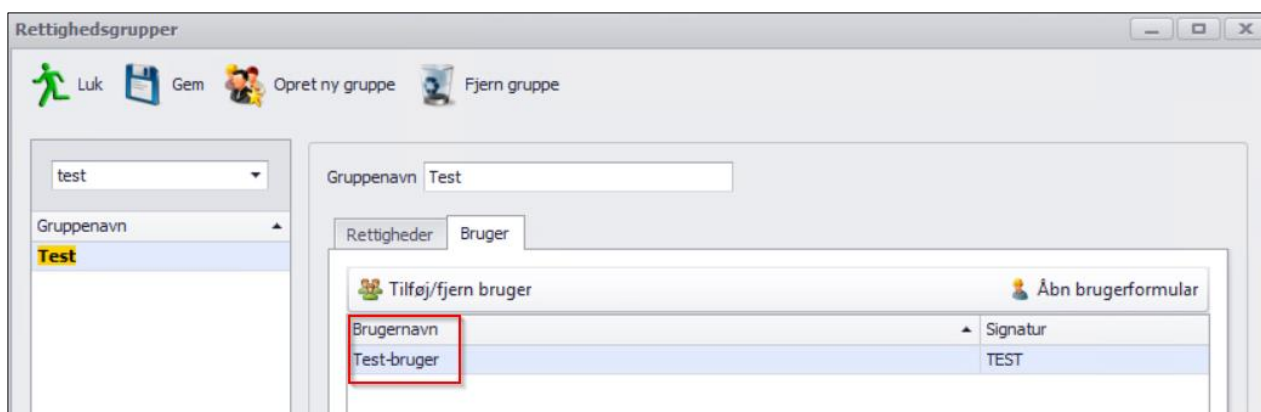 Rettighedsgrupper
Luk Gem Opret ny gruppe Fjern gruppe
test
Gruppenavn Test
Gruppenavn
Test
Rettigheder Bruger
Tilføj/fjern bruger Åbn brugerformular
Brugernavn Signatur
Test-bruger TEST